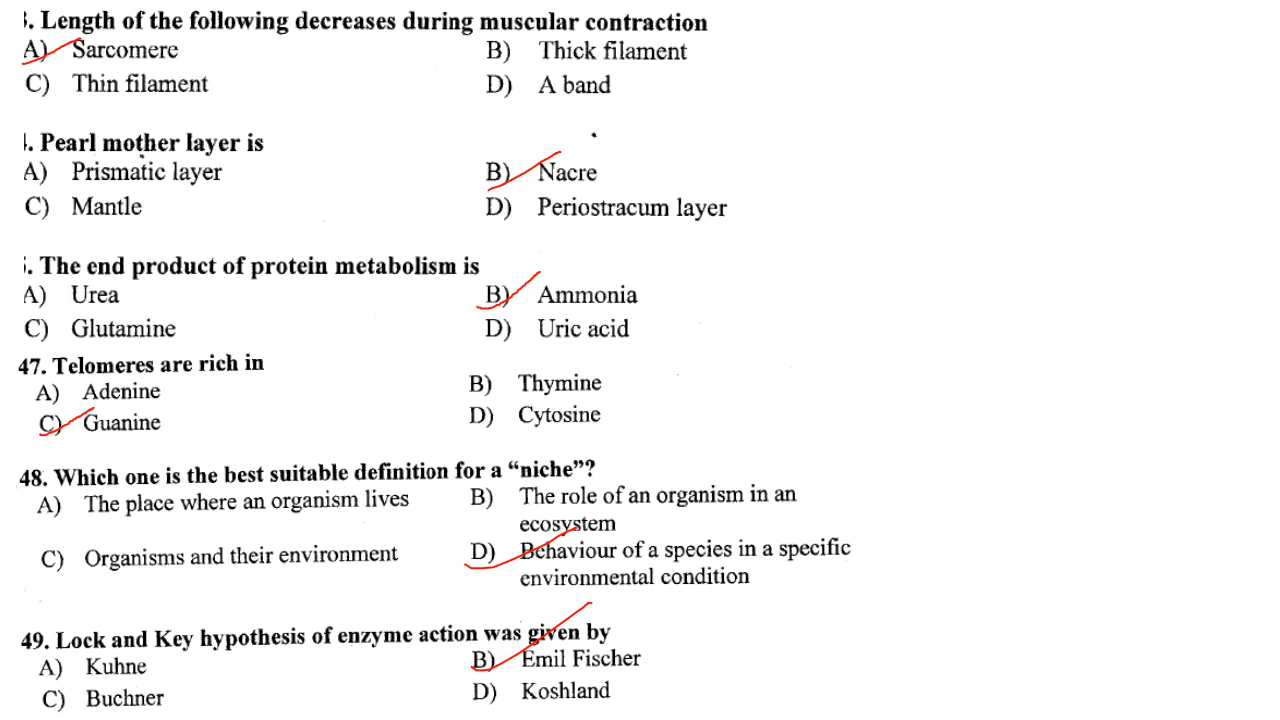 . Length of the following decreases during muscular contraction
A) Sarcomere B) Thick filament
C) Thin filament D) A band
. Pearl mother layer is
A) Prismatic layer B) Nacre
C) Mantle D) Periostracum layer
. The end product of protein metabolism is
A) Urea B) Ammonia
C) Glutamine D) Uric acid
47. Telomeres are rich in
A) Adenine B) Thymine
C) Guanine D) Cytosine
48. Which one is the best suitable definition for a “niche”?
A) The place where an organism lives B) The role of an organism in an
ecosystem
C) Organisms and their environment D) Behaviour of a species in a specific
environmental condition
49. Lock and Key hypothesis of enzyme action was given by
A) Kuhne B) Emil Fischer
C) Buchner D) Koshland